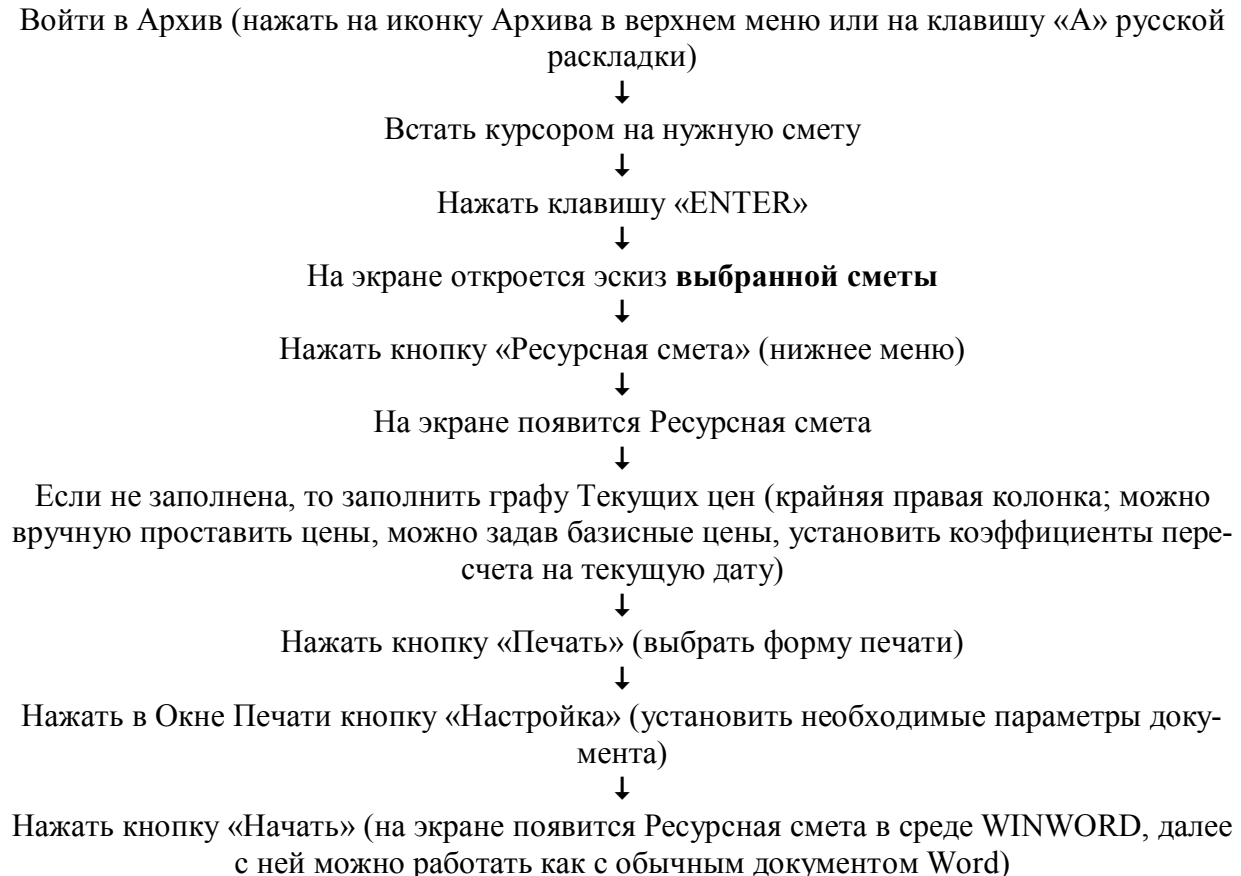 Войти в Архив (нажать на иконку Архива в верхнем меню или на клавишу «А» русской
раскладки)
↓
Встать курсором на нужную смету
↓
Нажать клавишу «ENTER»
↓
На экране откроется эскиз выбранной сметы
↓
Нажать кнопку «Ресурсная смета» (нижнее меню)
↓
На экране появится Ресурсная смета
↓
Если не заполнена, то заполнить графу Текущих цен (крайняя правая колонка; можно
вручную проставить цены, можно задав базисные цены, установить коэффициенты пере-
счета на текущую дату)
↓
Нажать кнопку «Печать» (выбрать форму печати)
↓
Нажать в Окне Печати кнопку «Настройка» (установить необходимые параметры доку-
мента)
↓
Нажать кнопку «Начать» (на экране появится Ресурсная смета в среде WINWORD, далее
с ней можно работать как с обычным документом Word)